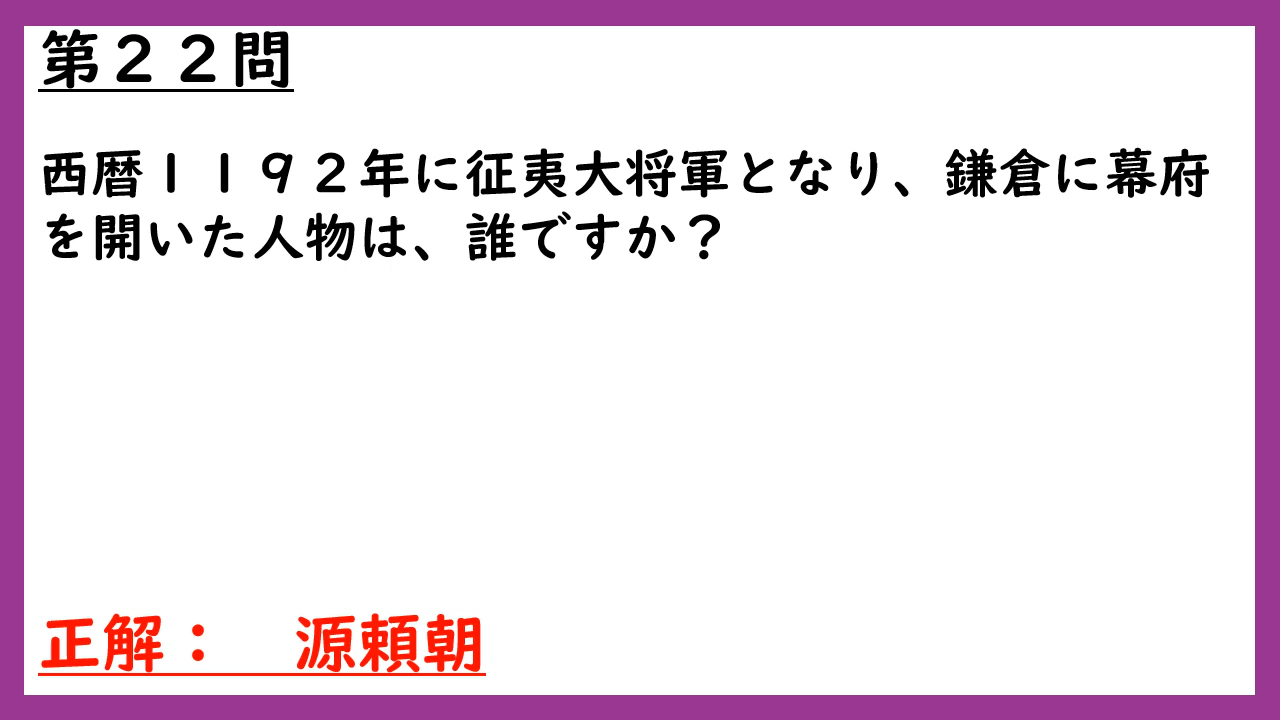 第２２問
西暦１１９２年に征夷大将軍となり、鎌倉に幕府
を開いた人物は、誰ですか？
正解：　源頼朝